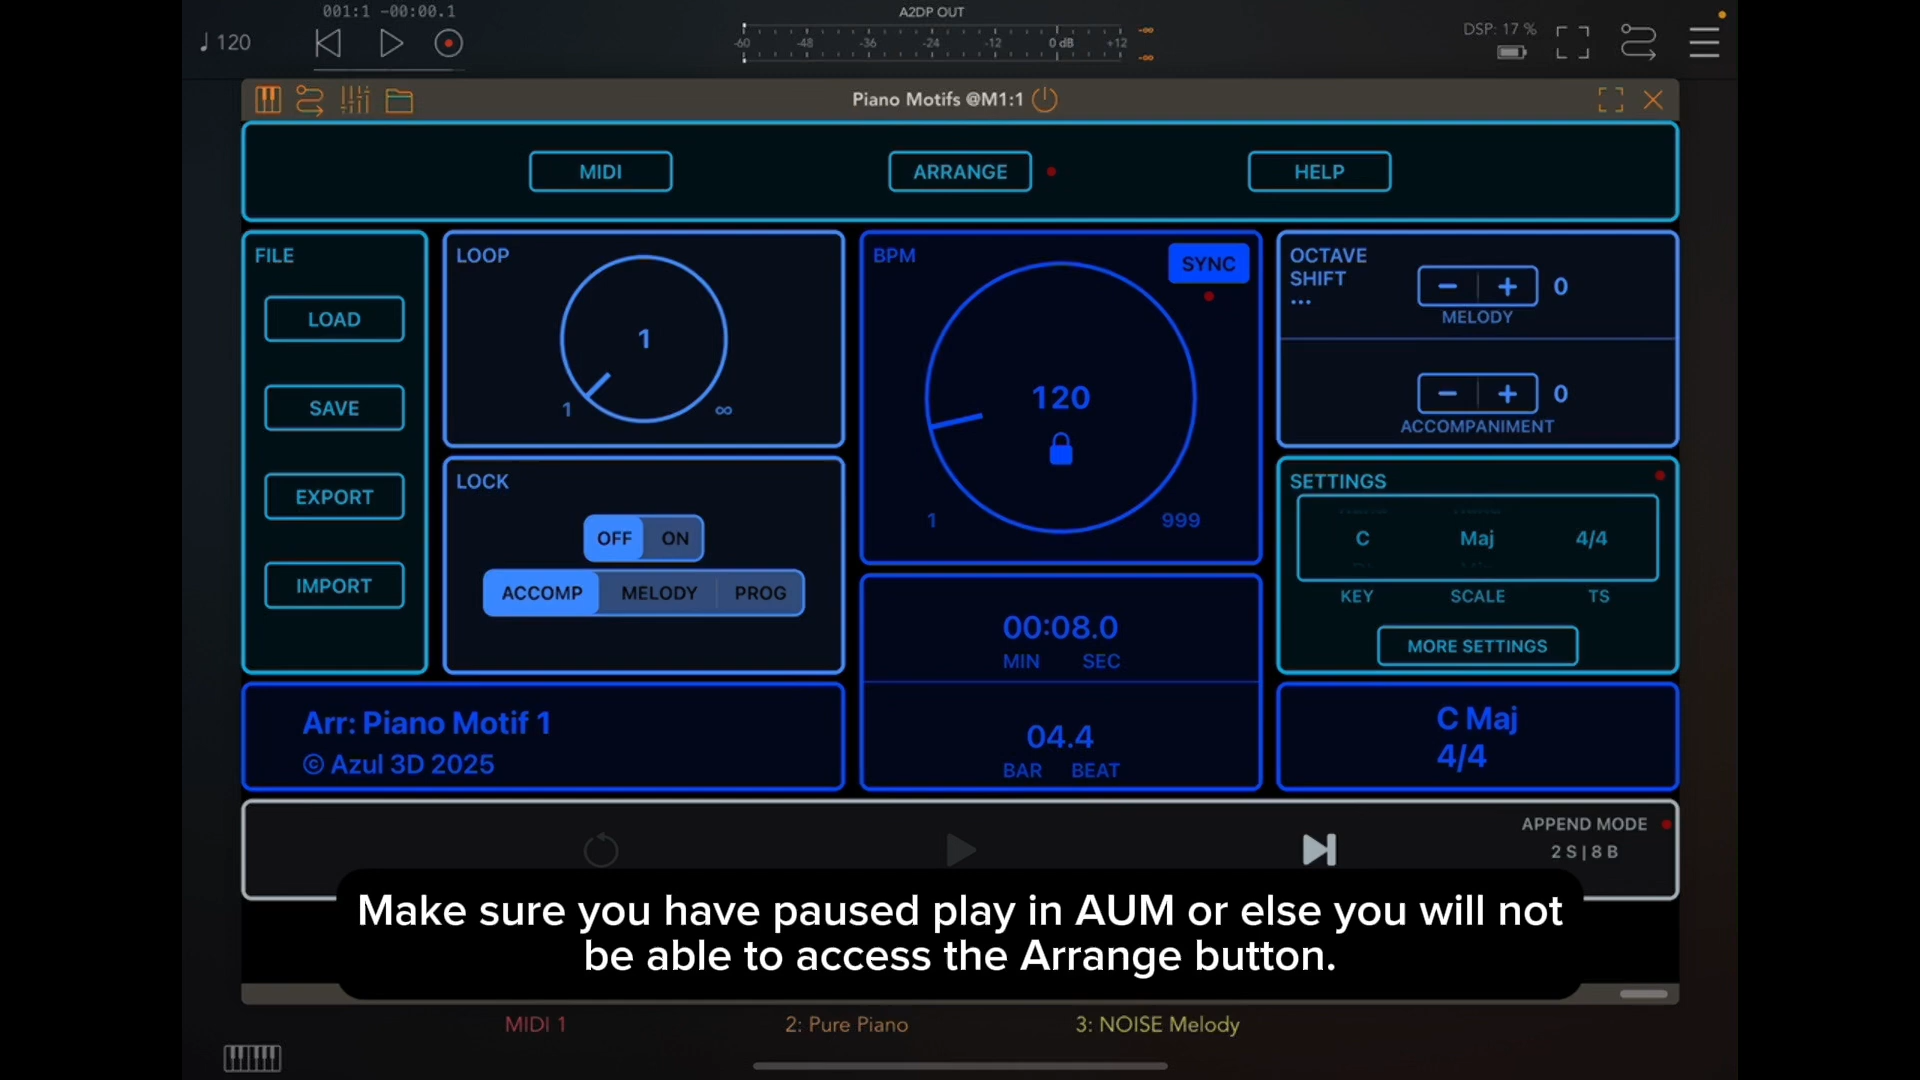 001:1 -00:00.1
A2DP OUT
120
-60 -48 -36 -24 -12 0 dB +12
-∞
-∞
DSP: 17 %
Piano Motifs @M1:1
MIDI
ARRANGE
HELP
FILE
LOAD
SAVE
EXPORT
IMPORT
LOOP
1
1 ∞
LOCK
OFF ON
ACCOMP MELODY PROG
BPM
SYNC
120
1 999
00:08.0
MIN SEC
04.4
BAR BEAT
OCTAVE
SHIFT
...
− + 0
MELODY
− + 0
ACCOMPANIMENT
SETTINGS
C Maj 4/4
KEY SCALE TS
MORE SETTINGS
Arr: Piano Motif 1
© Azul 3D 2025
C Maj
4/4
APPEND MODE
2 S | 8 B
Make sure you have paused play in AUM or else you will not
be able to access the Arrange button.
MIDI 1
2: Pure Piano
3: NOISE Melody